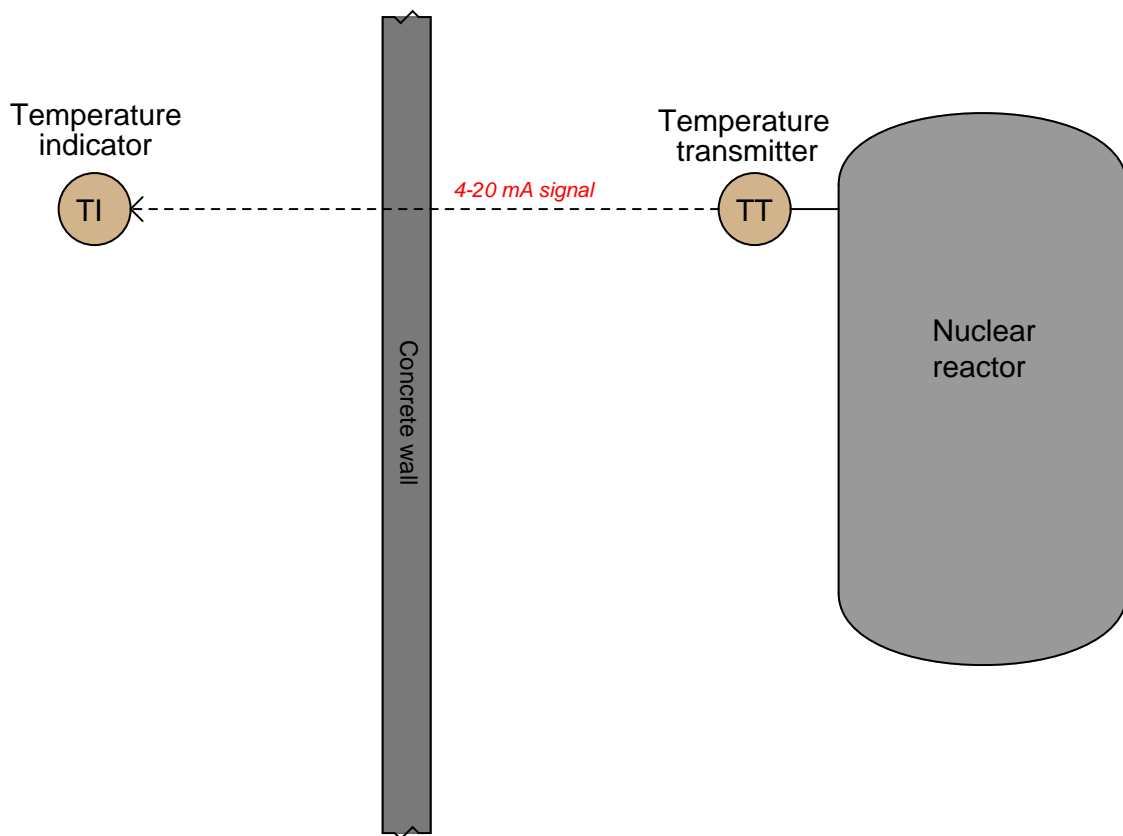 Temperature
indicator
TI
4-20 mA signal
Temperature
transmitter
TT
Concrete wall
Nuclear
reactor